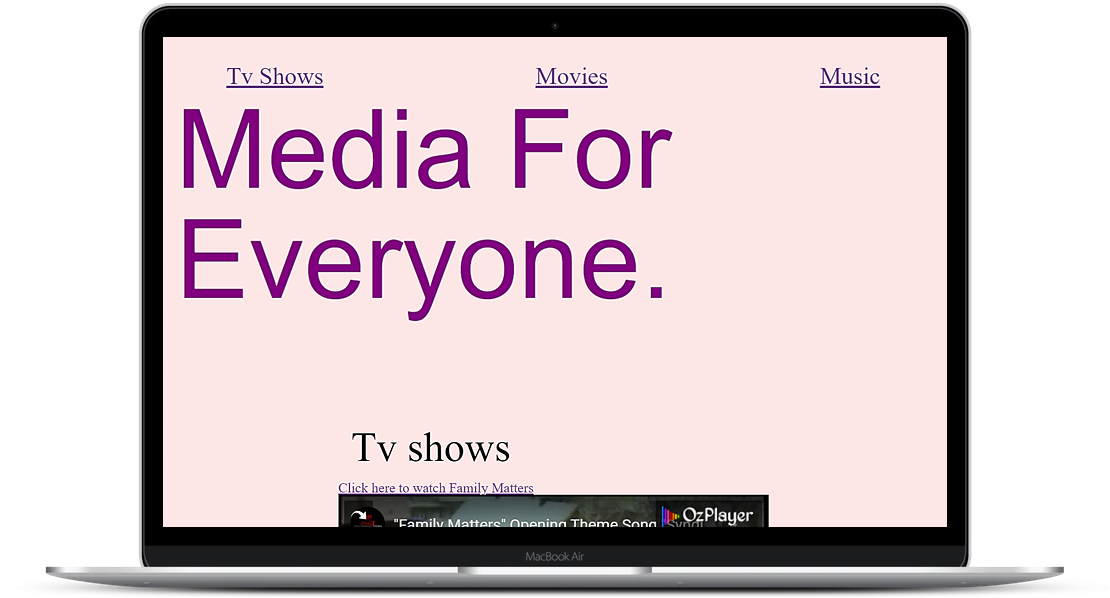 Tv Shows Movies Music
Media For
Everyone.
Tv shows
Click here to watch Family Matters
"Family Matters" Opening Theme Song
OzPlayer
MacBook Air